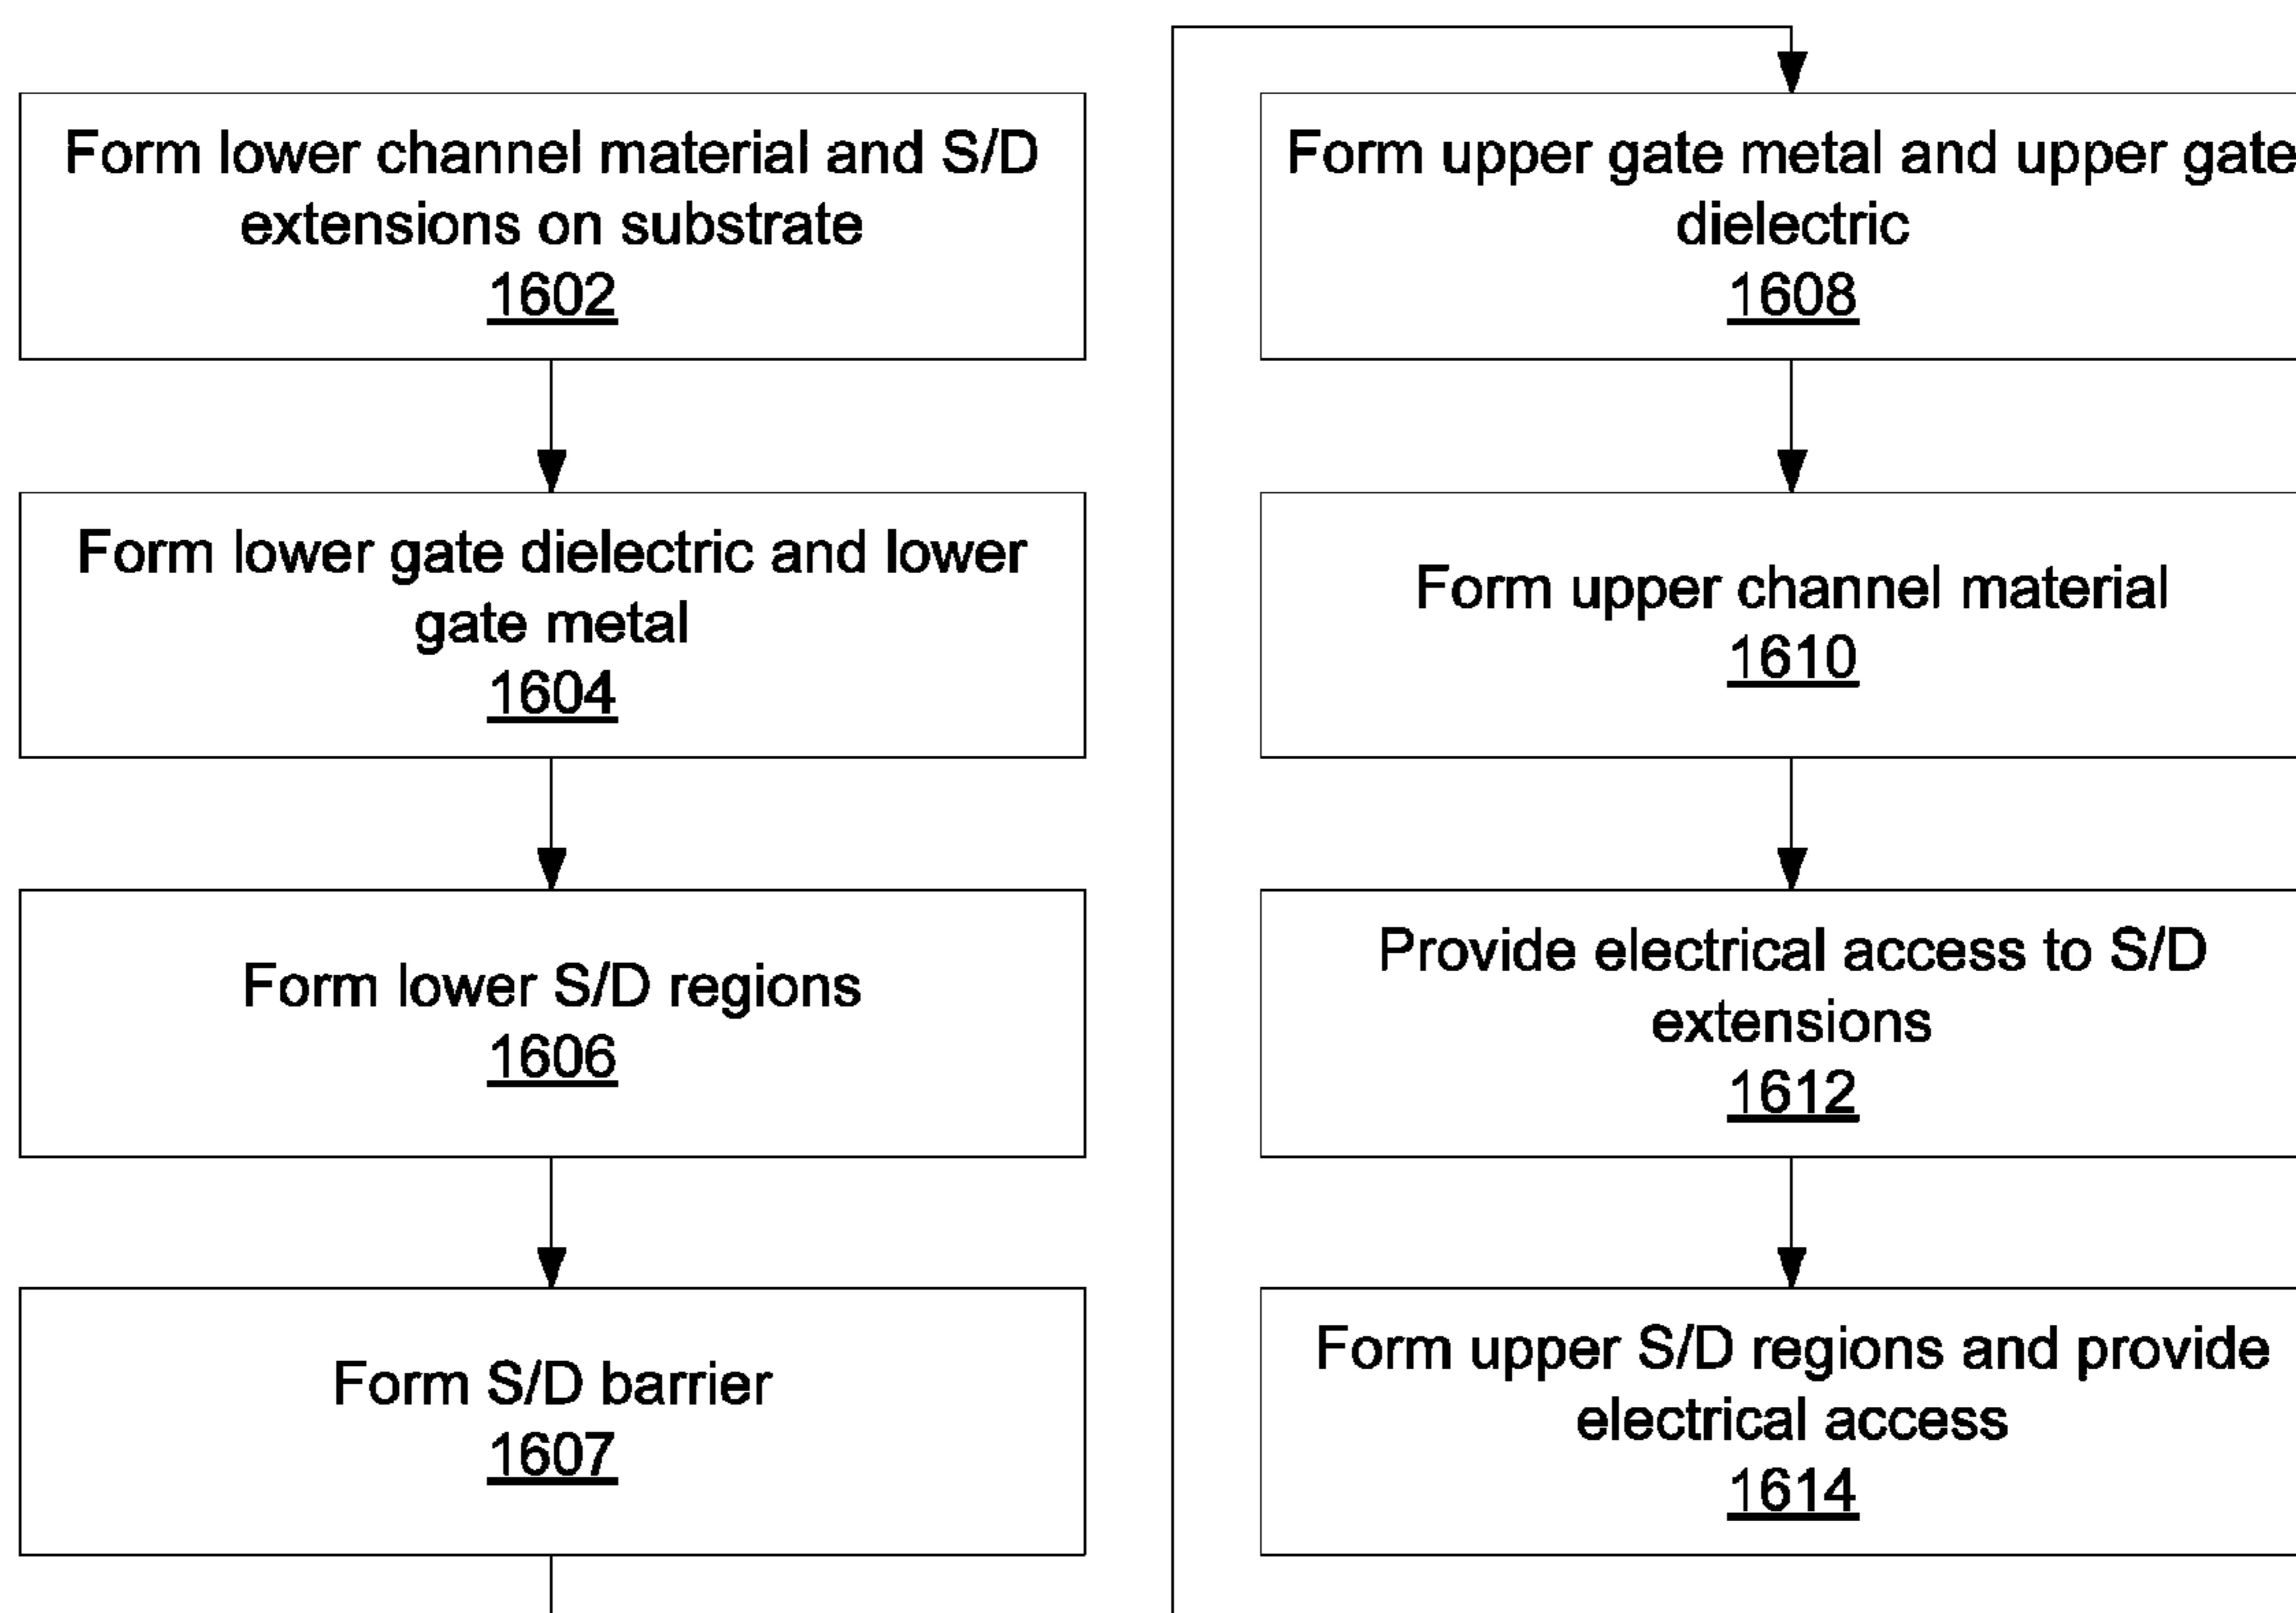 Form lower channel material and S/D
extensions on substrate
1602
Form lower gate dielectric and lower
gate metal
1604
Form lower S/D regions
1606
Form S/D barrier
1607
Form upper gate metal and upper gate
dielectric
1608
Form upper channel material
1610
Provide electrical access to S/D
extensions
1612
Form upper S/D regions and provide
electrical access
1614